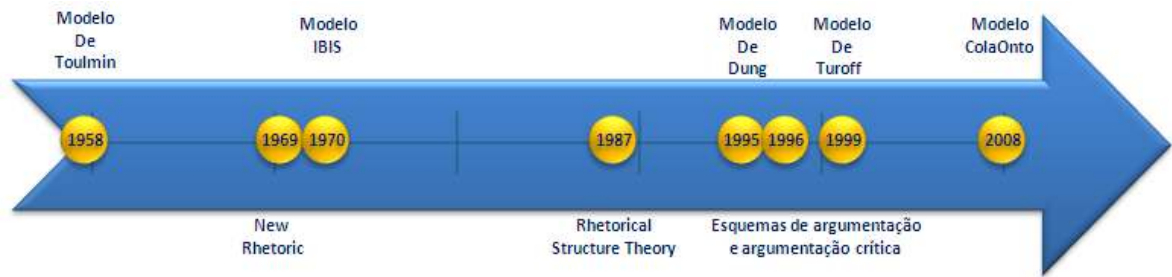 Modelo
De
Toulmin
Modelo
IBIS
Modelo
De
Dung
Modelo
De
Turoff
Modelo
ColaOnto
1958
1969
1970
1987
1995
1996
1999
2008
New
Rhetoric
Rhetorical
Structure Theory
Esquemas de argumentação
e argumentação crítica